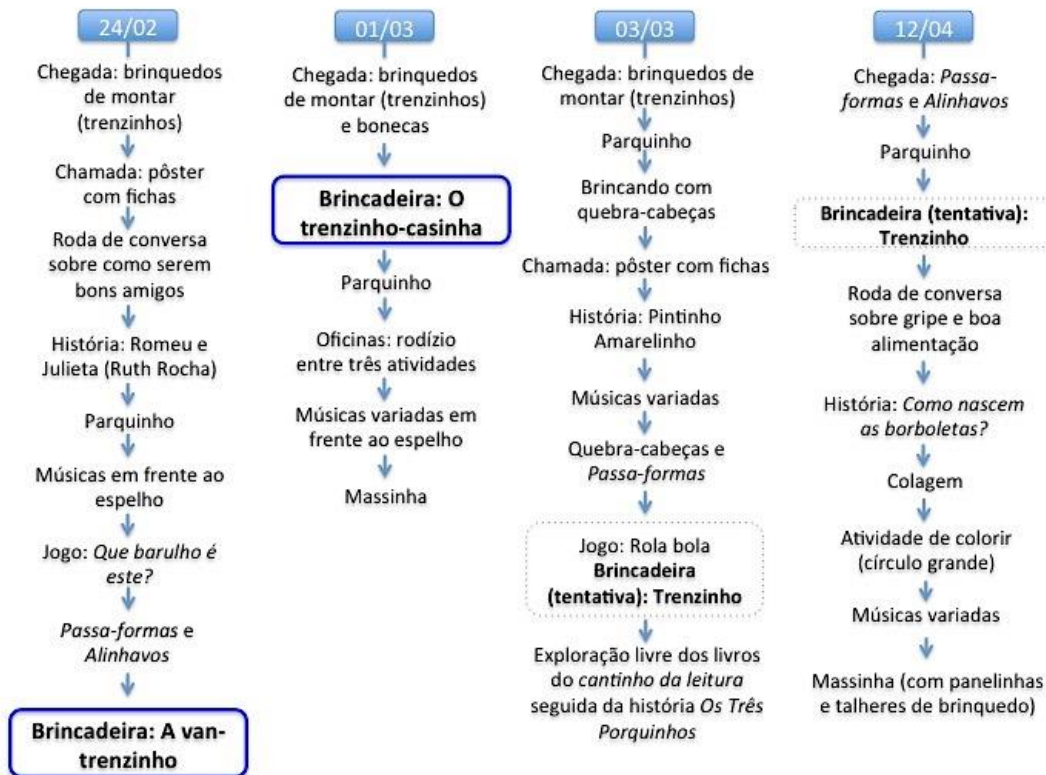 24/02
Chegada: brinquedos
de montar
(trenzinhos)
Chamada: pôster
com fichas
Roda de conversa
sobre como serem
bons amigos
História: Romeu e
Julieta (Ruth Rocha)
Parquinho
Músicas em frente ao
espelho
Jogo: Que barulho é
este?
Passa-formas e
Alinhavos
Brincadeira: A van-
trenzinho
01/03
Chegada: brinquedos
de montar (trenzinhos)
e bonecas
Brincadeira: O
trenzinho-casinha
Parquinho
Oficinas: rodízio
entre três atividades
Músicas variadas em
frente ao espelho
Massinha
03/03
Chegada: brinquedos de
montar (trenzinhos)
Parquinho
Brincando com
quebra-cabeças
Chamada: pôster com fichas
História: Pintinho
Amarelinho
Músicas variadas
Quebra-cabeças e
Passa-formas
Jogo: Rola bola
Brincadeira
(tentativa): Trenzinho
Exploração livre dos livros
do cantinho da leitura
seguida da história Os Três
Porquinhos
12/04
Chegada: Passa-
formas e Alinhavos
Parquinho
Brincadeira (tentativa):
Trenzinho
Roda de conversa
sobre gripe e boa
alimentação
História: Como nascem
as borboletas?
Colagem
Atividade de colorir
(círculo grande)
Músicas variadas
Massinha (com panelinhas
e talheres de brinquedo)